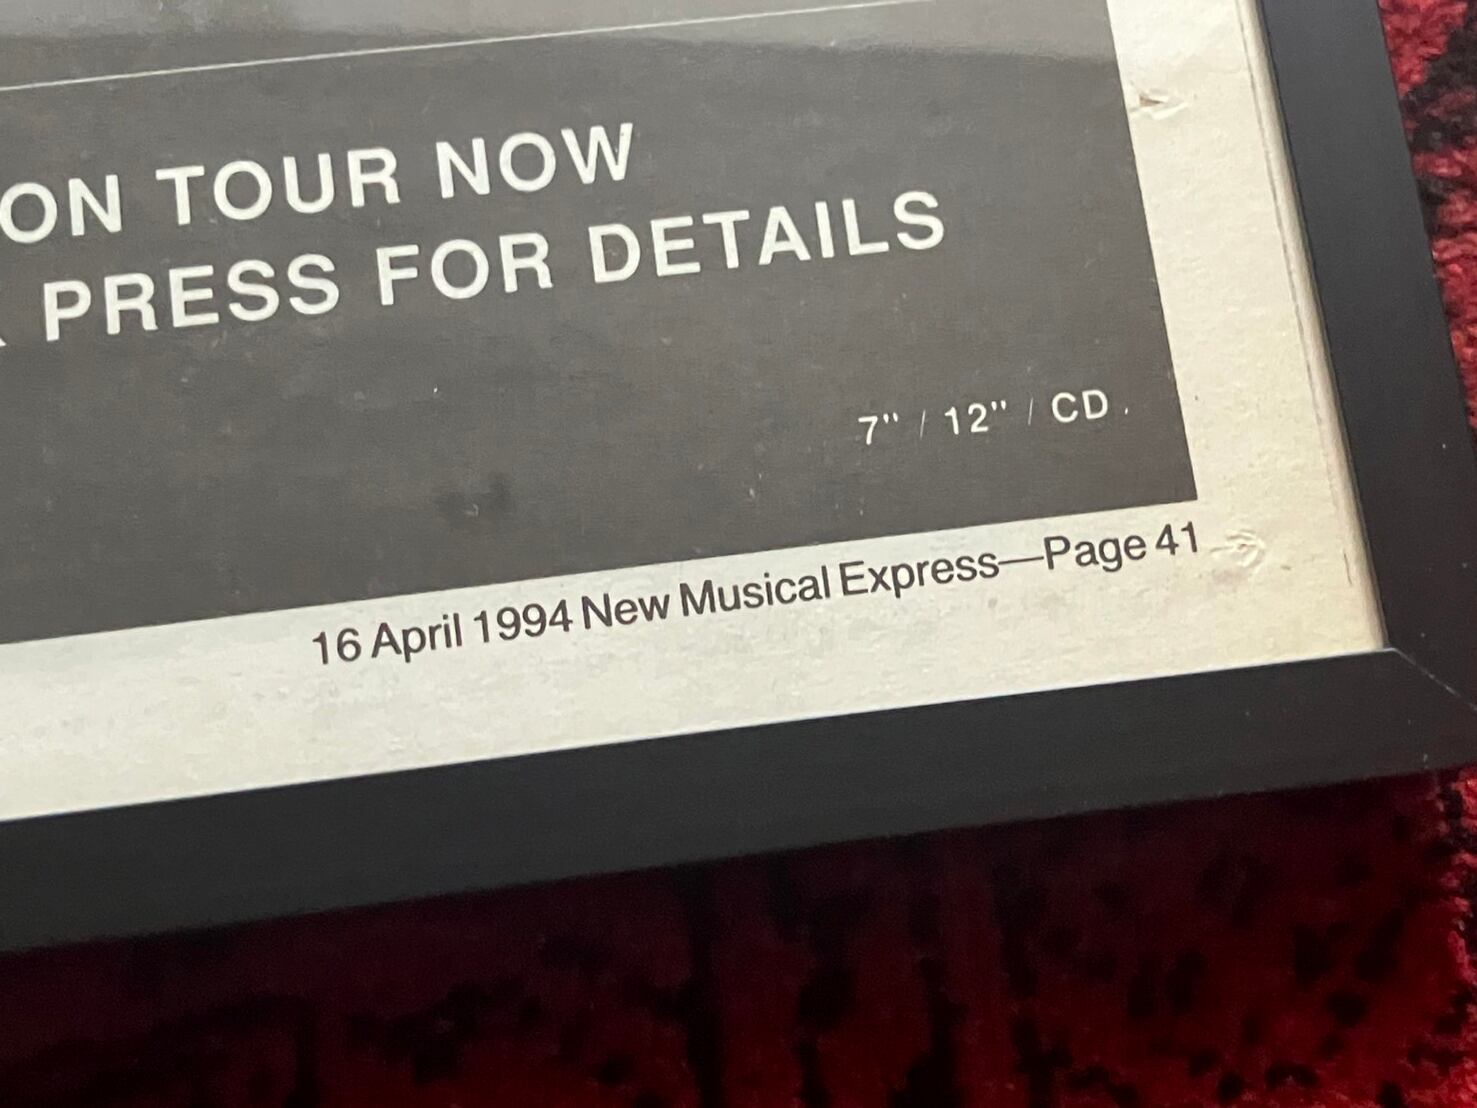 ON TOUR NOW
PRESS FOR DETAILS
7" / 12" / CD.
16 April 1994 New Musical Express—Page 41